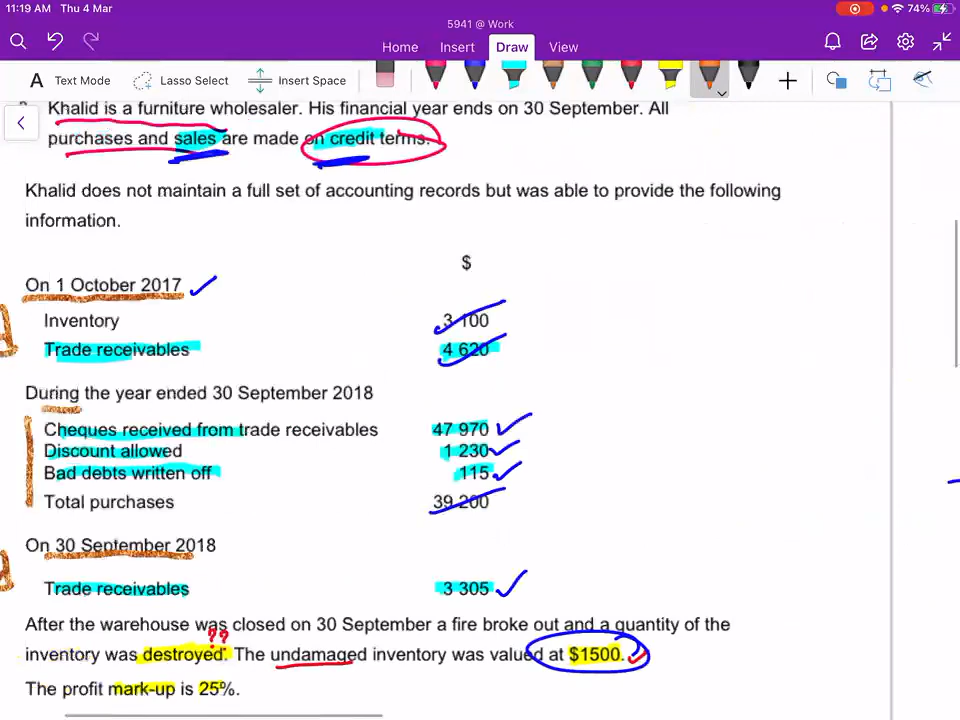 11:19 AM Thu 4 Mar
74%
5941 @ Work
Home Insert Draw View
Text Mode Lasso Select Insert Space
Khalid is a furniture wholesaler. His financial year ends on 30 September. All
purchases and sales are made on credit terms.
Khalid does not maintain a full set of accounting records but was able to provide the following
information.
$
On 1 October 2017
Inventory 3 100
Trade receivables 4 620
During the year ended 30 September 2018
Cheques received from trade receivables 47 970
Discount allowed 1 230
Bad debts written off 115
Total purchases 39 200
On 30 September 2018
Trade receivables 3 305
After the warehouse was closed on 30 September a fire broke out and a quantity of the
??
inventory was destroyed. The undamaged inventory was valued at $1500.
The profit mark-up is 25%.